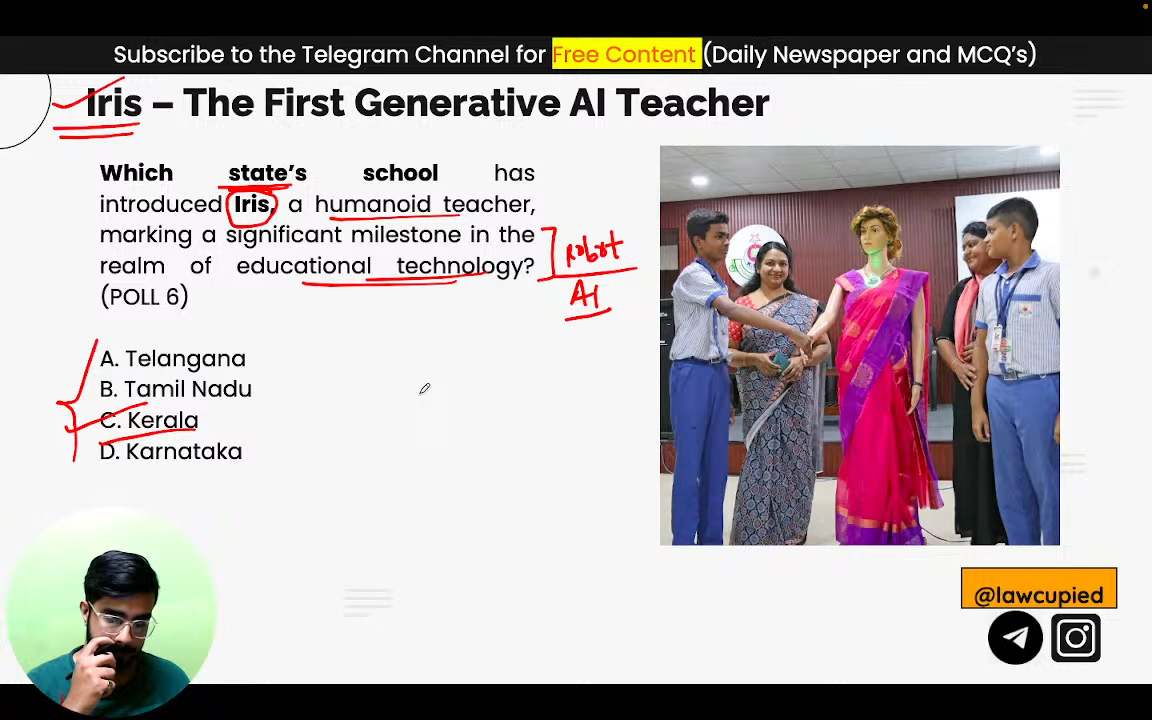 Subscribe to the Telegram Channel for Free Content (Daily Newspaper and MCQ's)
Iris – The First Generative AI Teacher
Which state's school has
introduced Iris, a humanoid teacher,
marking a significant milestone in the
realm of educational technology?
(POLL 6)
Robot
AI
A. Telangana
B. Tamil Nadu
C. Kerala
D. Karnataka
@lawcupied